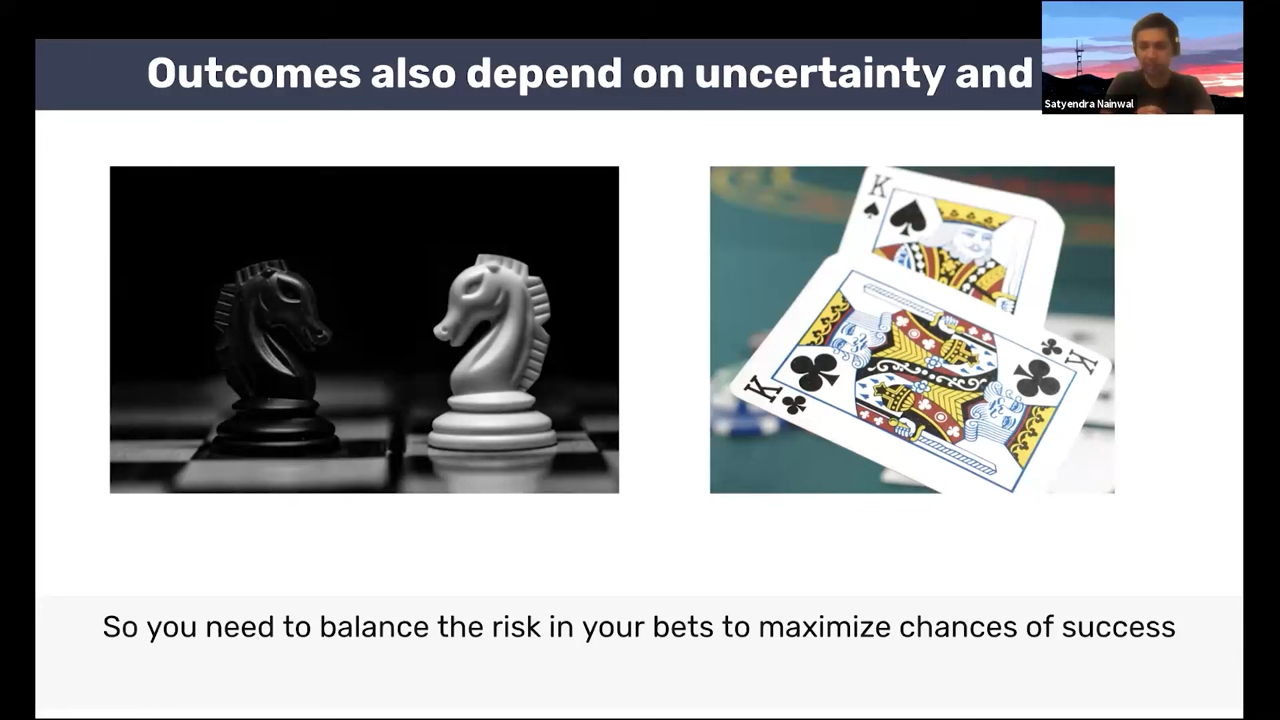 Outcomes also depend on uncertainty and
Satyendra Nainwal
K
K
K
So you need to balance the risk in your bets to maximize chances of success